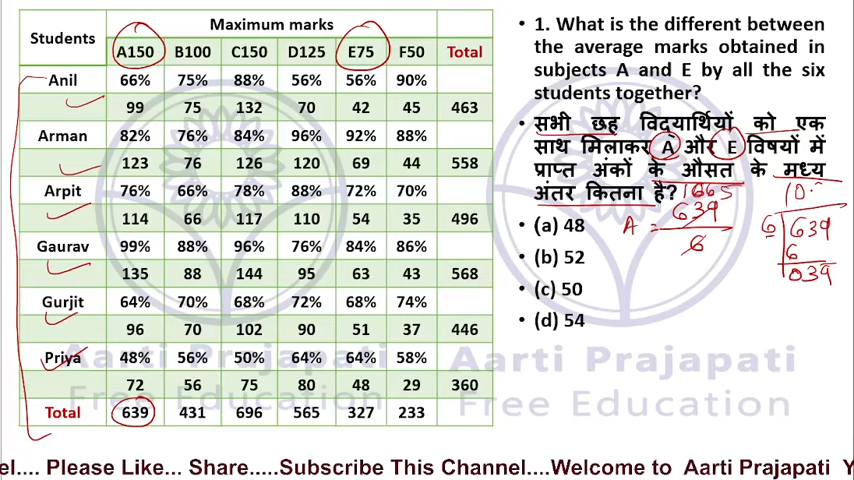 Students Maximum marks
A150 B100 C150 D125 E75 F50 Total
Anil 66% 75% 88% 56% 56% 90%
99 75 132 70 42 45 463
Arman 82% 76% 84% 96% 92% 88%
123 76 126 120 69 44 558
Arpit 76% 66% 78% 88% 72% 70%
114 66 117 110 54 35 496
Gaurav 99% 88% 96% 76% 84% 86%
135 88 144 95 63 43 568
Gurjit 64% 70% 68% 72% 68% 74%
96 70 102 90 51 37 446
Priya 48% 56% 50% 64% 64% 58%
72 56 75 80 48 29 360
Total 639 431 696 565 327 233
• 1. What is the different between
the average marks obtained in
subjects A and E by all the six
students together?
• सभी छह विद्यार्थियों को एक
साथ मिलाकर A और E विषयों में
प्राप्त अंकों के औसत के मध्य
अंतर कितना है?
• (a) 48
• (b) 52
• (c) 50
• (d) 54
A = 639
6
6 639
6
039
Aarti Prajapati Aarti Prajapati
Free Education Free Education
el.... Please Like... Share.....Subscribe This Channel....Welcome to Aarti Prajapati Y